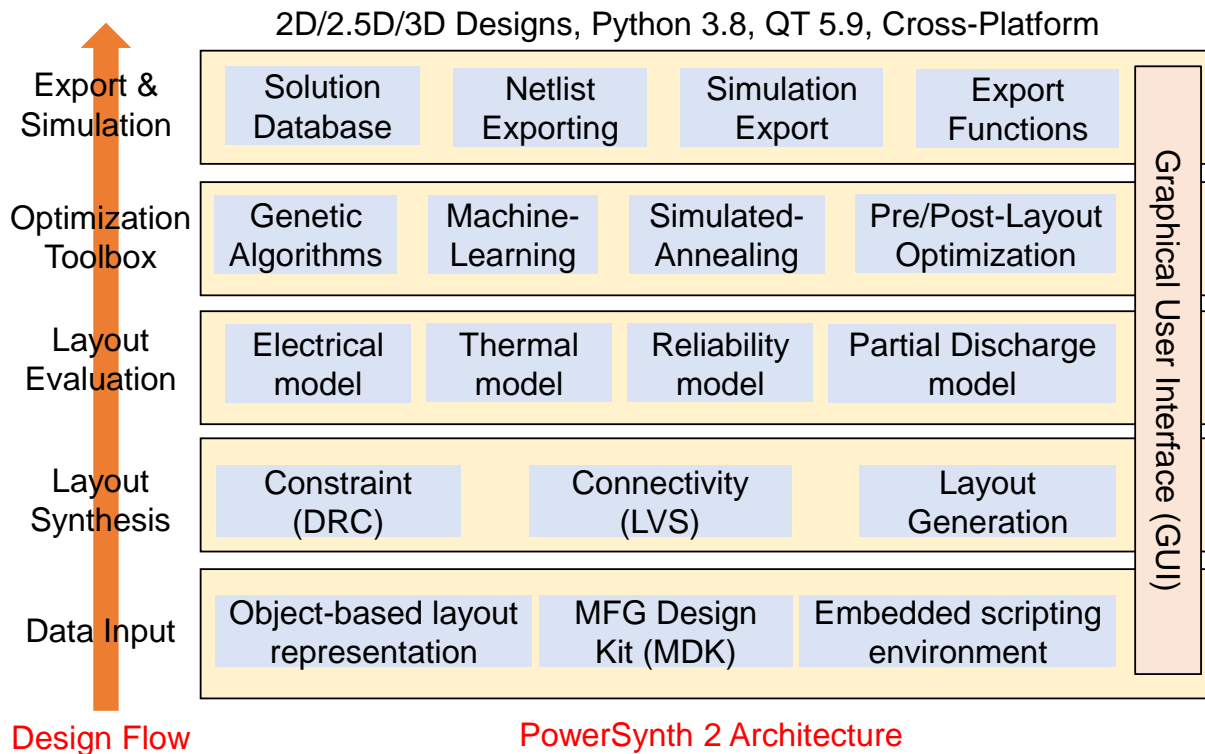 2D/2.5D/3D Designs, Python 3.8, QT 5.9, Cross-Platform
Export &
Simulation
Solution
Database
Netlist
Exporting
Simulation
Export
Export
Functions
Optimization
Toolbox
Genetic
Algorithms
Machine-
Learning
Simulated-
Annealing
Pre/Post-Layout
Optimization
Layout
Evaluation
Electrical
model
Thermal
model
Reliability
model
Partial Discharge
model
Layout
Synthesis
Constraint
(DRC)
Connectivity
(LVS)
Layout
Generation
Data Input
Object-based layout
representation
MFG Design
Kit (MDK)
Embedded scripting
environment
Graphical User Interface (GUI)
Design Flow
PowerSynth 2 Architecture